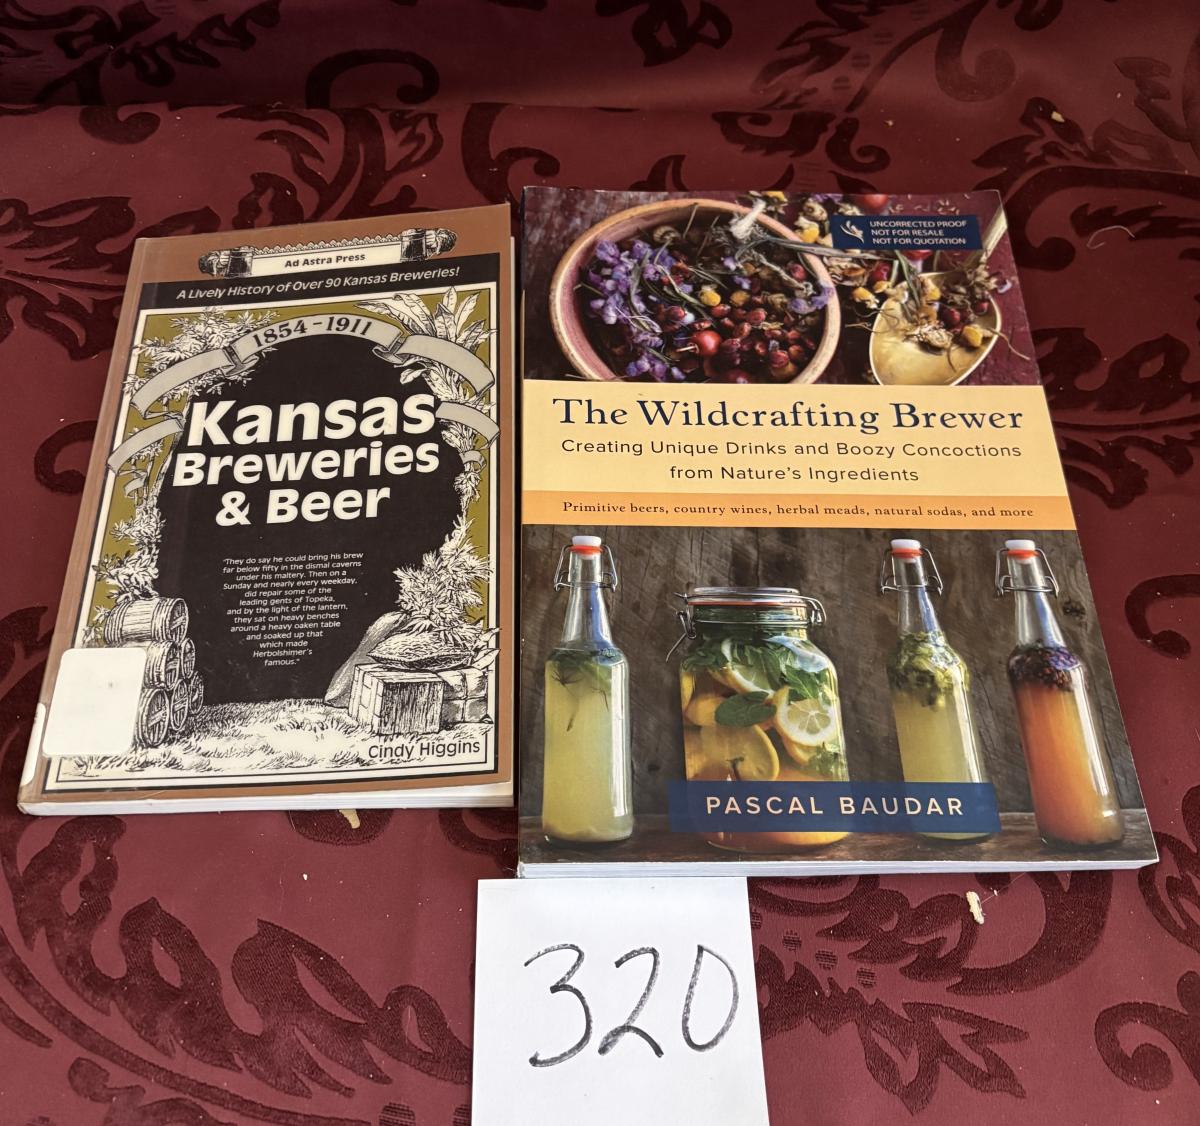 Ad Astra Press
A Lively History of Over 90 Kansas Breweries!
1854-1911
Kansas
Breweries
& Beer
"They do say he could bring his brew
far below fifty in the dismal caverns
under his maltery. Then on a
Sunday and nearly every weekday,
did repair some of the
leading gents of Topeka,
and by the light of the lantern,
they sat on heavy benches
around a heavy oaken table
and soaked up that
which made
Herbolshimer's
famous."
Cindy Higgins
UNCORRECTED PROOF
NOT FOR RESALE
NOT FOR QUOTATION
The Wildcrafting Brewer
Creating Unique Drinks and Boozy Concoctions
from Nature's Ingredients
Primitive beers, country wines, herbal meads, natural sodas, and more
PASCAL BAUDAR
320